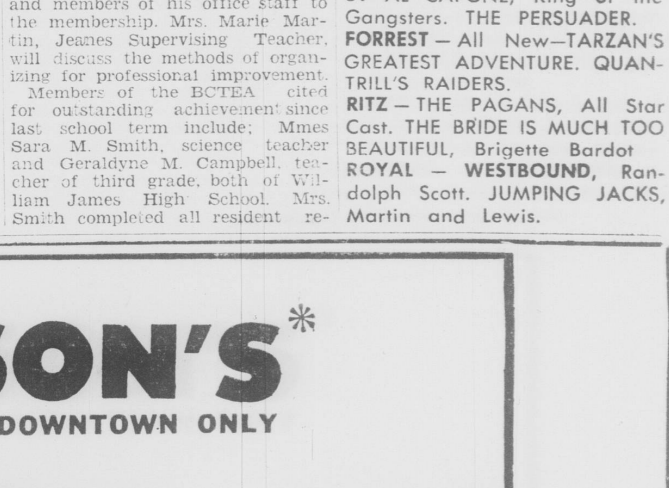 and members of his office staff to
the membership. Mrs. Marie Mar-
tin, Jeanes Supervising Teacher,
will discuss the methods of organ-
izing for professional improvement.
Members of the BCTEA cited
for outstanding achievement since
last school term include; Mmes
Sara M. Smith, science teacher
and Geraldyne M. Campbell, tea-
cher of third grade, both of Wil-
liam James High School. Mrs.
Smith completed all resident re-
AL CAPONE, King of the
Gangsters. THE PERSUADER.
FORREST — All New—TARZAN'S
GREATEST ADVENTURE. QUAN-
TRILL'S RAIDERS.
RITZ — THE PAGANS, All Star
Cast. THE BRIDE IS MUCH TOO
BEAUTIFUL, Brigette Bardot
ROYAL — WESTBOUND, Ran-
dolph Scott. JUMPING JACKS,
Martin and Lewis.
SON'S*
DOWNTOWN ONLY